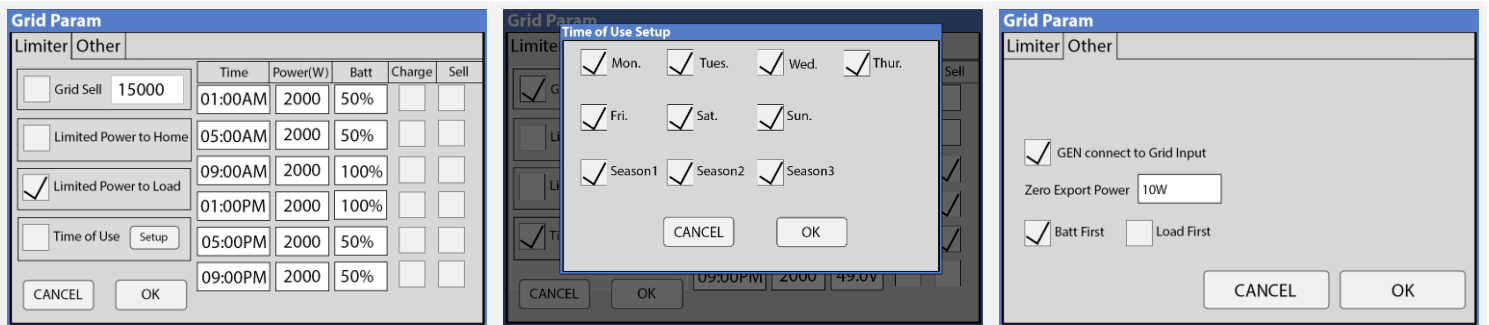 Grid Param
Limiter Other
Time Power(W) Batt Charge Sell
Grid Sell 15000
01:00AM 2000 50%
Limited Power to Home 05:00AM 2000 50%
09:00AM 2000 100%
Limited Power to Load
01:00PM 2000 100%
Time of Use Setup
05:00PM 2000 50%
09:00PM 2000 50%
CANCEL OK
Grid Param
Time of Use Setup
Limite
Sell
Mon. Tues. Wed. Thur.
G
Fri. Sat. Sun.
Li
Season1 Season2 Season3
Li
Ti
CANCEL OK
09:00PM 2000 49.0V
CANCEL OK
Grid Param
Limiter Other
GEN connect to Grid Input
Zero Export Power 10W
Batt First Load First
CANCEL OK